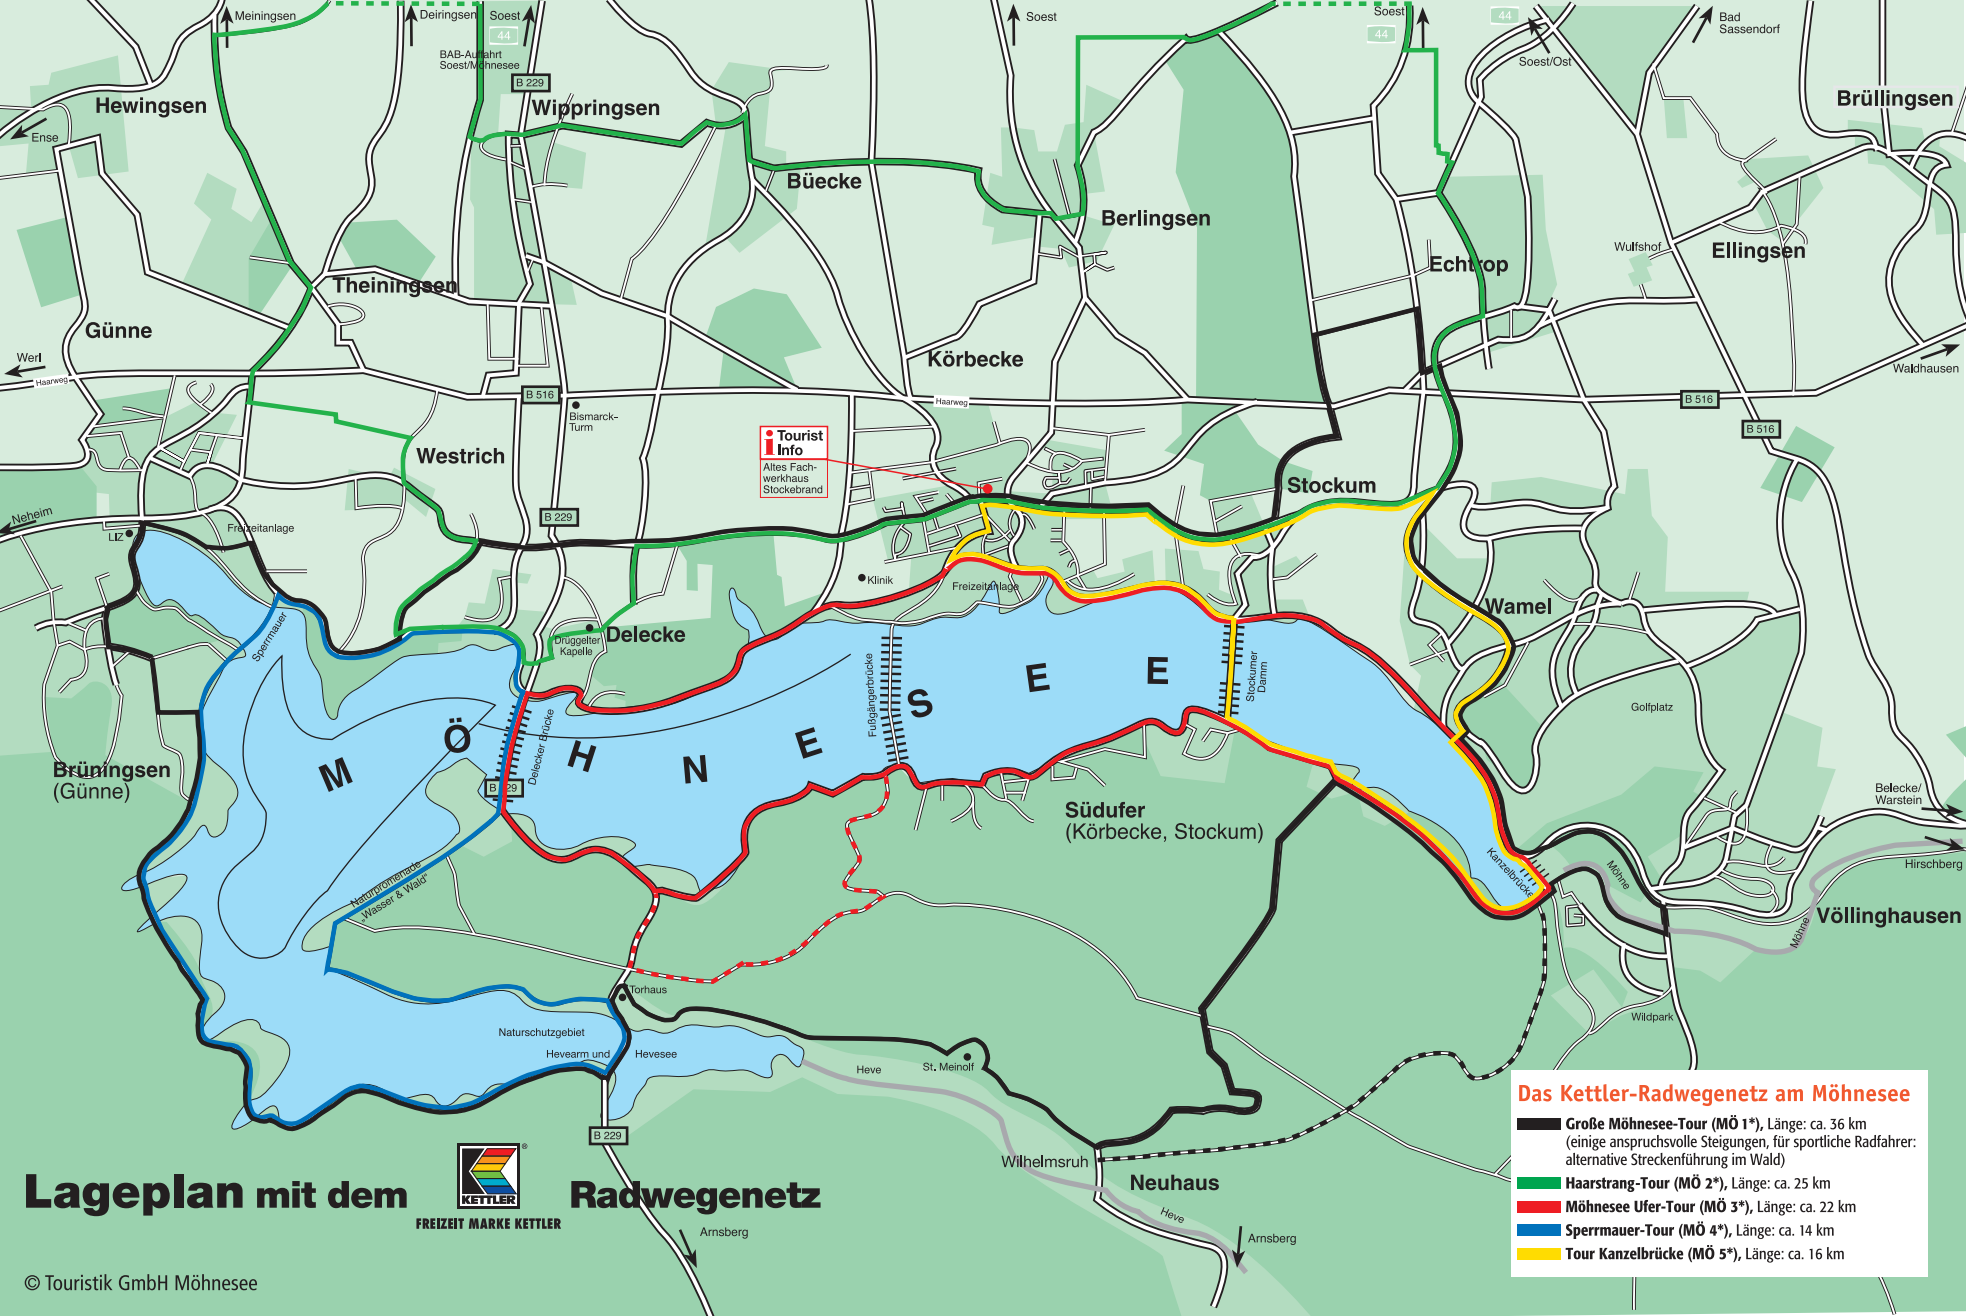 Meiningsen
Deiringsen
Soest
44
BAB-Auffahrt
Soest/Möhnesee
B 229
Soest
Soest
44
44
Soest/Ost
Bad
Sassendorf
Hewingsen
Ense
Wippringsen
Brüllingsen
Büecke
Berlingsen
Wulfshof
Ellingsen
Echtrop
Theiningsen
Günne
Werl
Haarweg
Körbecke
Waldhausen
B 516
Bismarck-
Turm
Haarweg
B 516
B 516
Tourist
Info
Altes Fach-
werkhaus
Stockebrand
Westrich
Stockum
Neheim
LIZ
Freizeitanlage
B 229
Klinik
Freizeitanlage
Wamel
Sperrmauer
Drüggelter
Kapelle
Delecke
Fußgängerbrücke
Stockumer
Damm
Golfplatz
MÖHNESEE
Delecker Brücke
B 229
Brüningsen
(Günne)
Südufer
(Körbecke, Stockum)
Belecke/
Warstein
Hirschberg
Kanzelbrücke
Möhne
Möhne
Völlinghausen
Naturpromenade
„Wasser & Wald"
Torhaus
Wildpark
Naturschutzgebiet
Hevearm und
Hevesee
Heve
St. Meinolf
B 229
Wilhelmsruh
Neuhaus
Heve
Arnsberg
Arnsberg
Lageplan mit dem
KETTLER
®
FREIZEIT MARKE KETTLER
Radwegenetz
© Touristik GmbH Möhnesee
Das Kettler-Radwegenetz am Möhnesee
Große Möhnesee-Tour (MÖ 1*), Länge: ca. 36 km
(einige anspruchsvolle Steigungen, für sportliche Radfahrer:
alternative Streckenführung im Wald)
Haarstrang-Tour (MÖ 2*), Länge: ca. 25 km
Möhnesee Ufer-Tour (MÖ 3*), Länge: ca. 22 km
Sperrmauer-Tour (MÖ 4*), Länge: ca. 14 km
Tour Kanzelbrücke (MÖ 5*), Länge: ca. 16 km